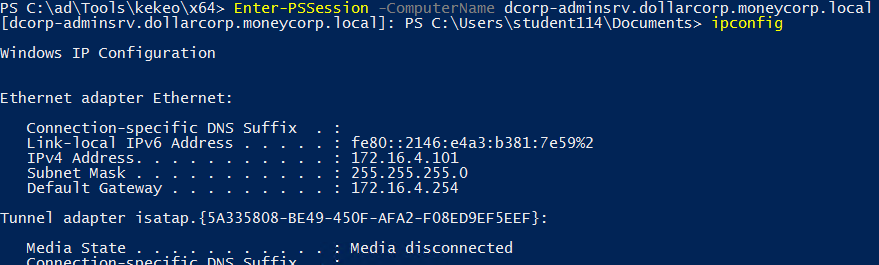 PS C:\ad\Tools\kekeo\x64> Enter-PSSession -ComputerName dcorp-adminsrv.dollarcorp.moneycorp.local
[dcorp-adminsrv.dollarcorp.moneycorp.local]: PS C:\Users\student114\Documents> ipconfig
Windows IP Configuration
Ethernet adapter Ethernet:
Connection-specific DNS Suffix . :
Link-local IPv6 Address . . . . . : fe80::2146:e4a3:b381:7e59%2
IPv4 Address. . . . . . . . . . . : 172.16.4.101
Subnet Mask . . . . . . . . . . . : 255.255.255.0
Default Gateway . . . . . . . . . : 172.16.4.254
Tunnel adapter isatap.{5A335808-BE49-450F-AFA2-F08ED9EF5EEF}:
Media State . . . . . . . . . . . : Media disconnected
Connection-specific DNS Suffix . :